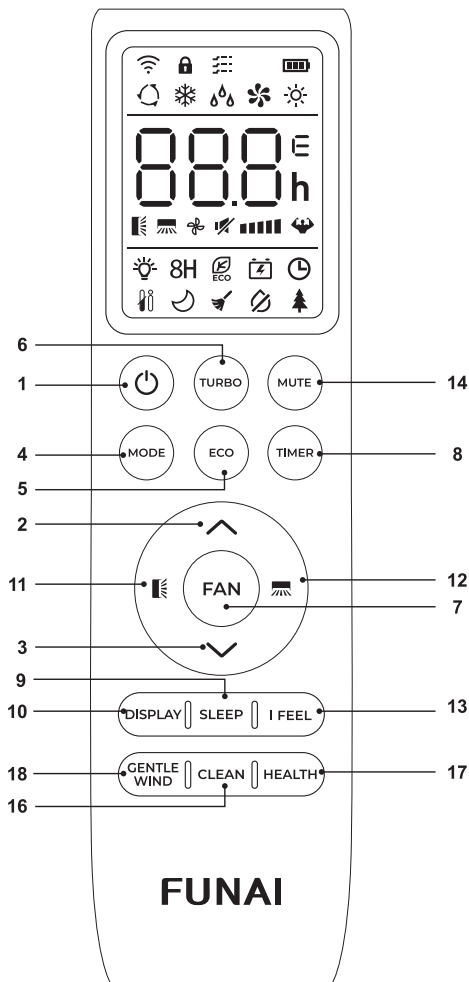 88.8 E
h
8H ECO
6
1 TURBO MUTE 14
4 MODE ECO TIMER 8
5
2
11 FAN 12
7
3
9
10 DISPLAY SLEEP I FEEL 13
18 GENTLE WIND CLEAN HEALTH 17
16
FUNAI